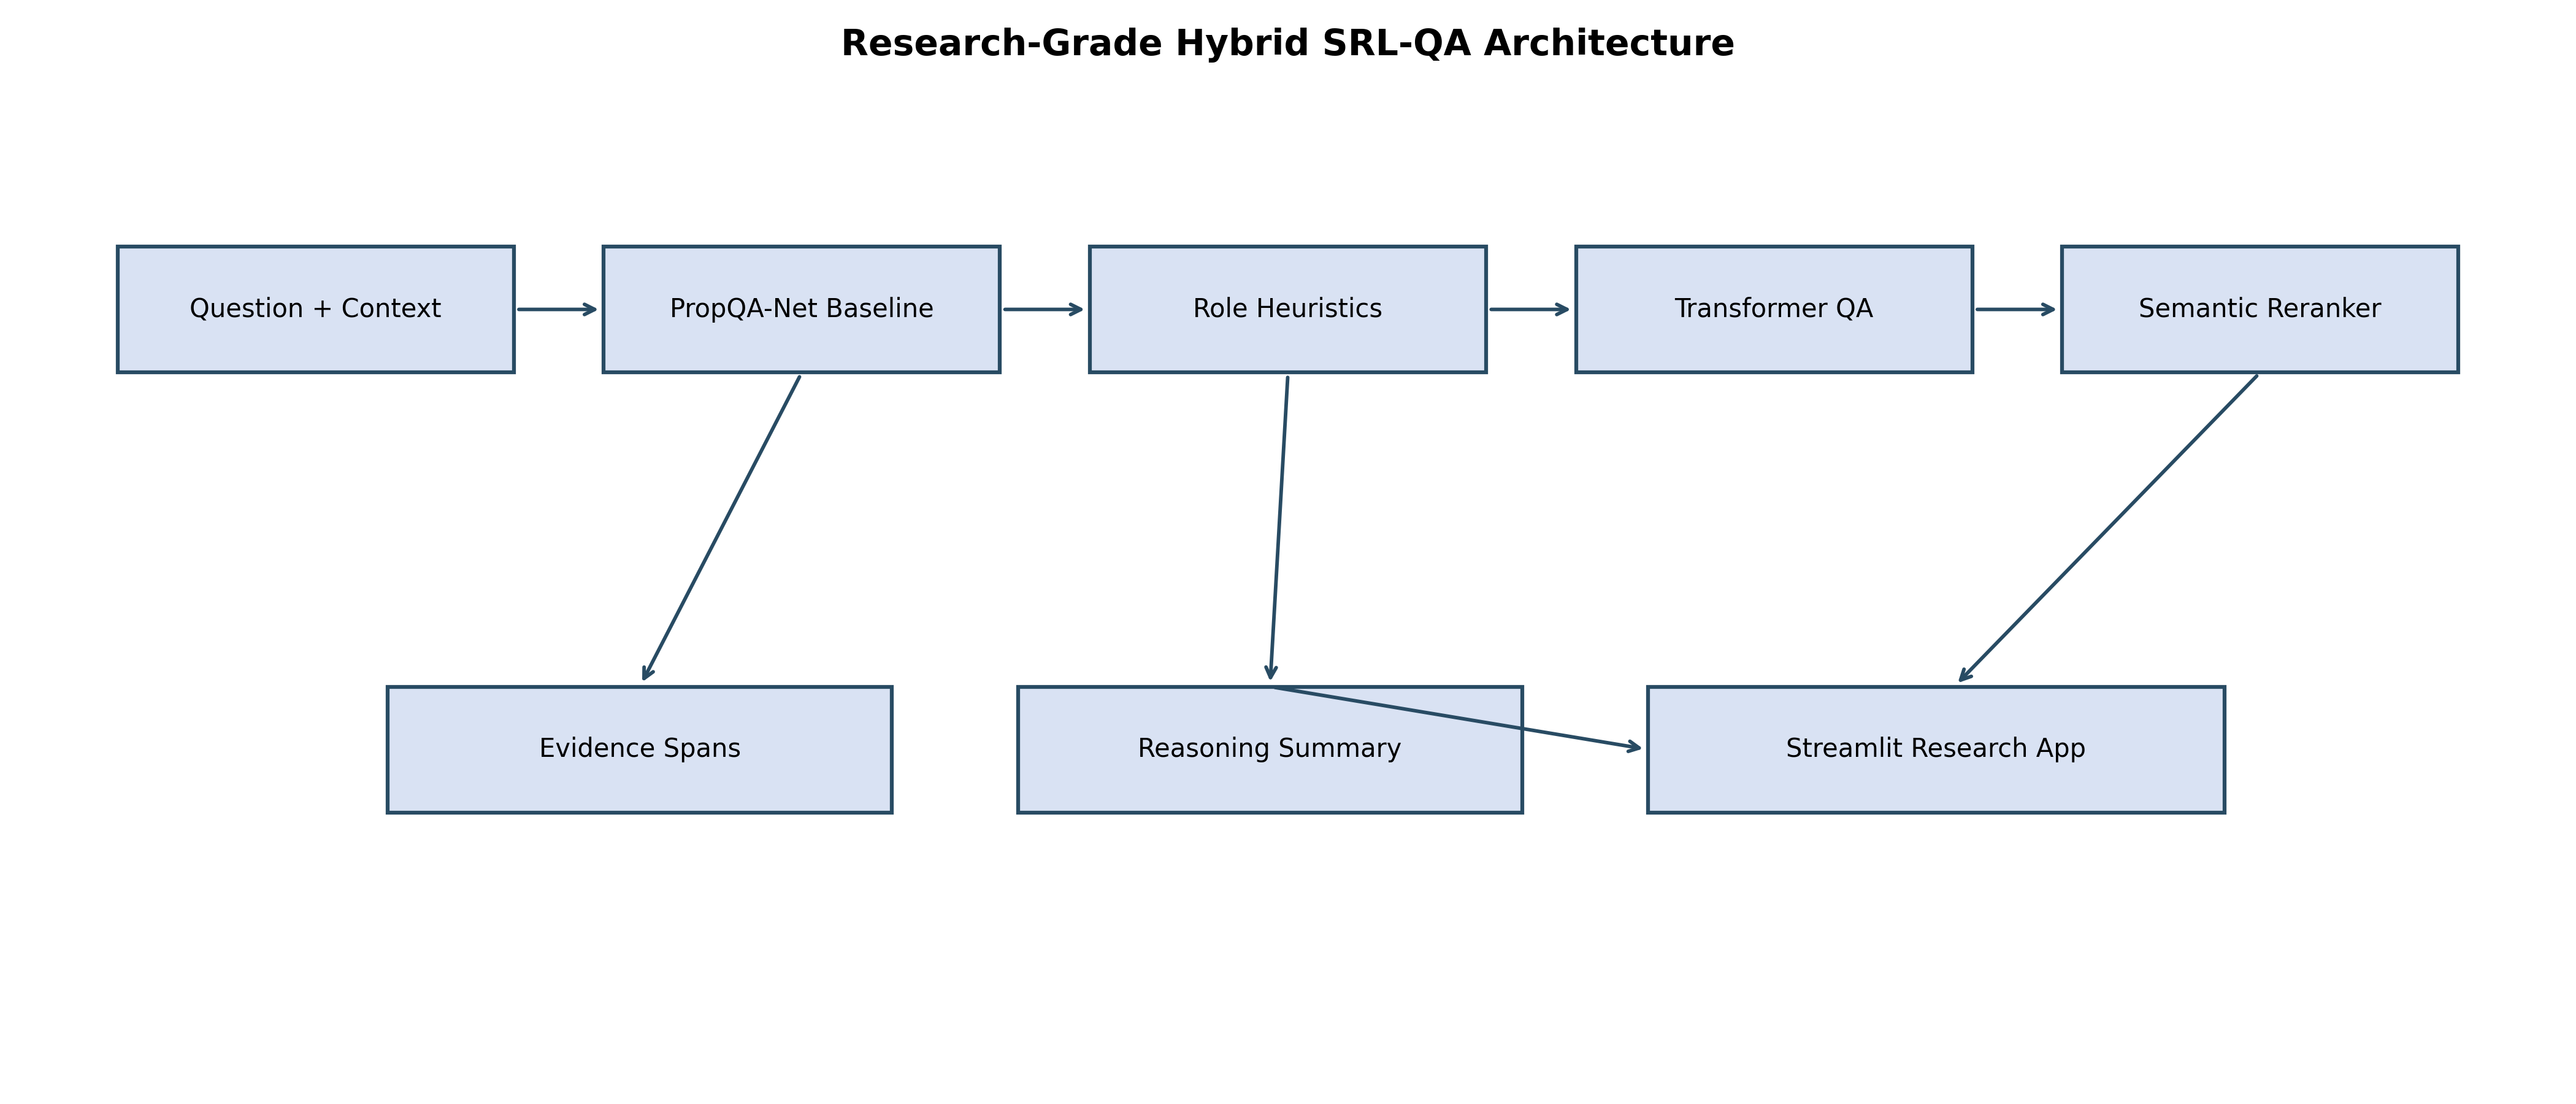 Research-Grade Hybrid SRL-QA Architecture
Question + Context
PropQA-Net Baseline
Role Heuristics
Transformer QA
Semantic Reranker
Evidence Spans
Reasoning Summary
Streamlit Research App